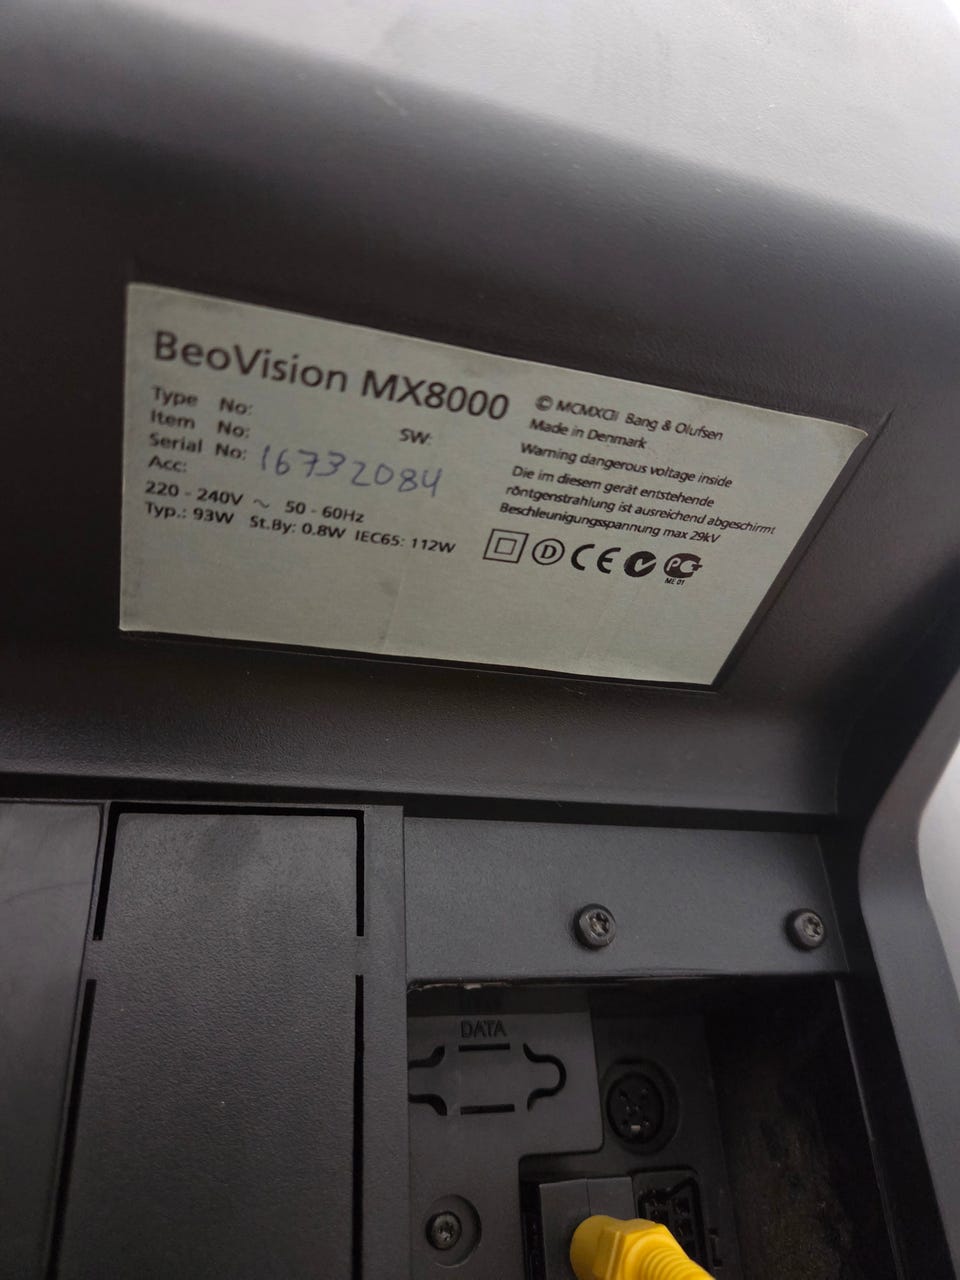 BeoVision MX8000
Type No:
Item No:
SW:
Serial No: 16732084
Acc:
220 - 240V ~ 50 - 60Hz
Typ.: 93W St.By: 0.8W IEC65: 112W
© MCMXCII Bang & Olufsen
Made in Denmark
Warning dangerous voltage inside
Die im diesem gerät entstehende
röntgenstrahlung ist ausreichend abgeschirmt
Beschleunigungsspannung max 29kV
D CE PC
ME 01
DATA